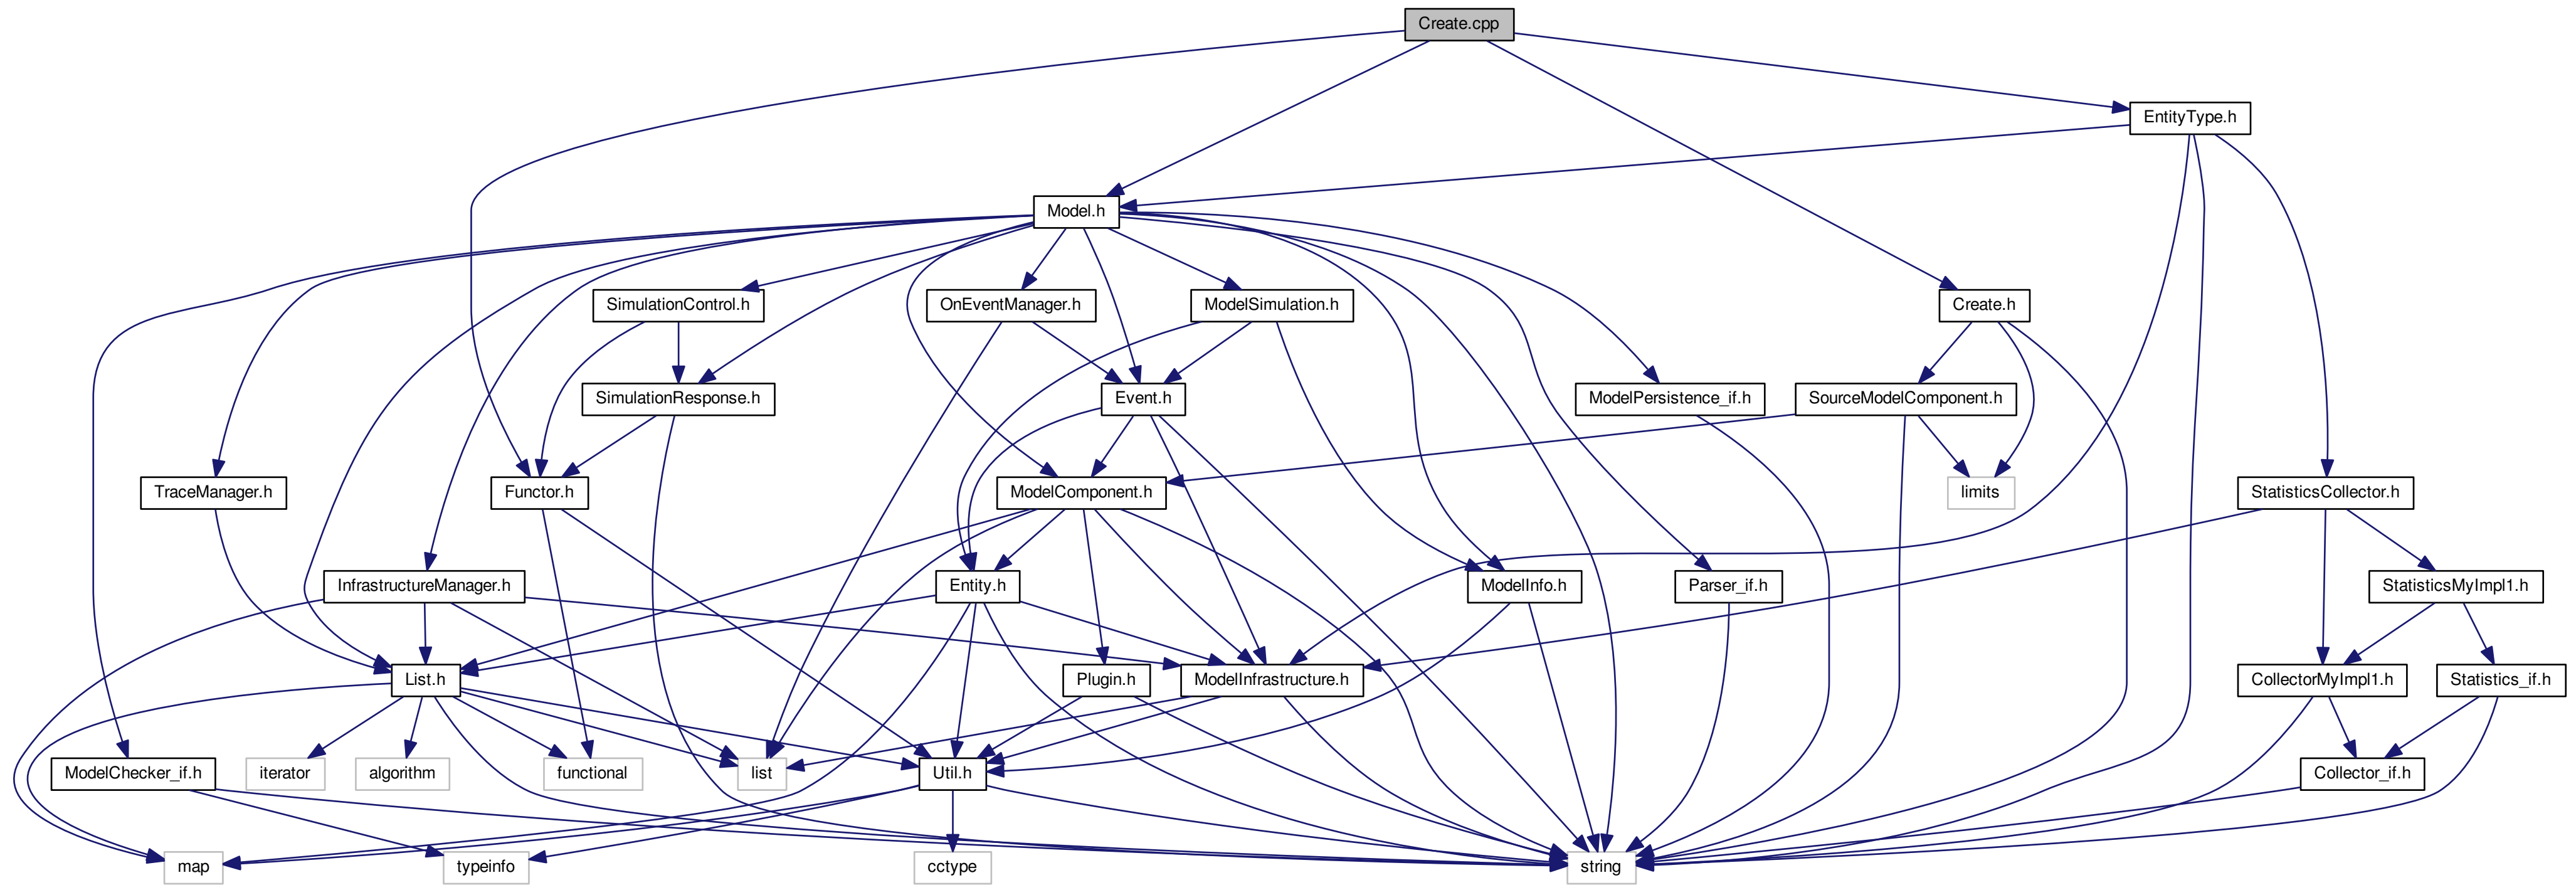 Create.cpp
EntityType.h
Model.h
SimulationControl.h
OnEventManager.h
ModelSimulation.h
Create.h
SimulationResponse.h
Event.h
ModelPersistence_if.h
SourceModelComponent.h
TraceManager.h
Functor.h
ModelComponent.h
limits
StatisticsCollector.h
InfrastructureManager.h
Entity.h
ModelInfo.h
Parser_if.h
StatisticsMyImpl1.h
List.h
Plugin.h
ModelInfrastructure.h
CollectorMyImpl1.h
Statistics_if.h
ModelChecker_if.h
iterator
algorithm
functional
list
Util.h
Collector_if.h
map
typeinfo
cctype
string